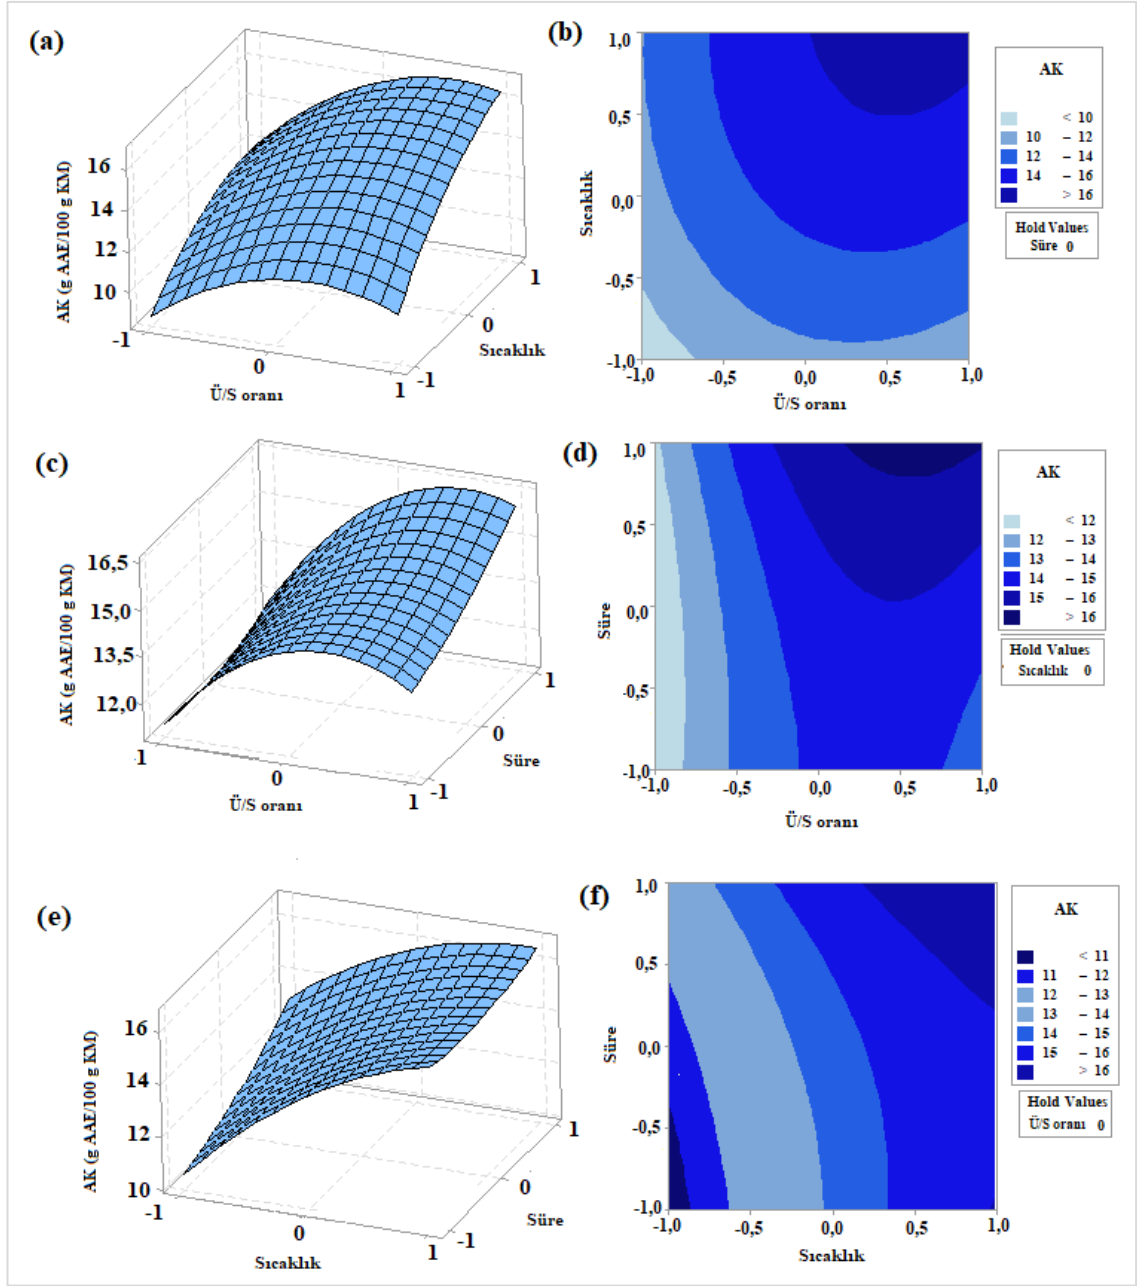 (a)
16
14
12
10
AK (g AAE/100 g KM)
-1
0
1
Ü/S oranı
-1
0
1
Sıcaklık
(b)
1,0
0,5
0,0
-0,5
-1,0
Sıcaklık
-1,0 -0,5 0,0 0,5 1,0
Ü/S oranı
AK
< 10
10 – 12
12 – 14
14 – 16
> 16
Hold Values
Süre 0
(c)
16,5
15,0
13,5
12,0
AK (g AAE/100 g KM)
-1
0
1
Ü/S oranı
-1
0
1
Süre
(d)
1,0
0,5
0,0
-0,5
-1,0
Süre
-1,0 -0,5 0,0 0,5 1,0
Ü/S oranı
AK
< 12
12 – 13
13 – 14
14 – 15
15 – 16
> 16
Hold Values
Sıcaklık 0
(e)
16
14
12
10
AK (g AAE/100 g KM)
-1
0
1
Sıcaklık
-1
0
1
Süre
(f)
1,0
0,5
0,0
-0,5
-1,0
Süre
-1,0 -0,5 0,0 0,5 1,0
Sıcaklık
AK
< 11
11 – 12
12 – 13
13 – 14
14 – 15
15 – 16
> 16
Hold Values
Ü/S oranı 0